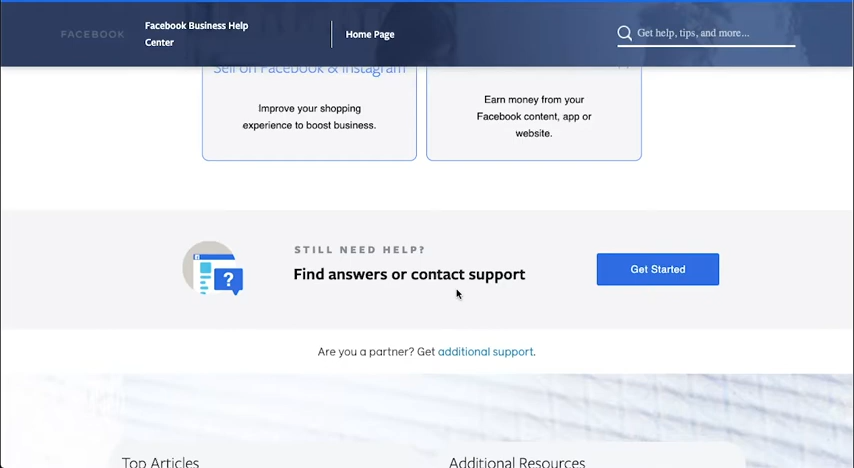 FACEBOOK
Facebook Business Help
Center
Home Page
Get help, tips, and more...
Sell on Facebook & Instagram
Improve your shopping
experience to boost business.
Earn money from your
Facebook content, app or
website.
?
STILL NEED HELP?
Find answers or contact support
Get Started
Are you a partner? Get additional support.
Top Articles
Additional Resources